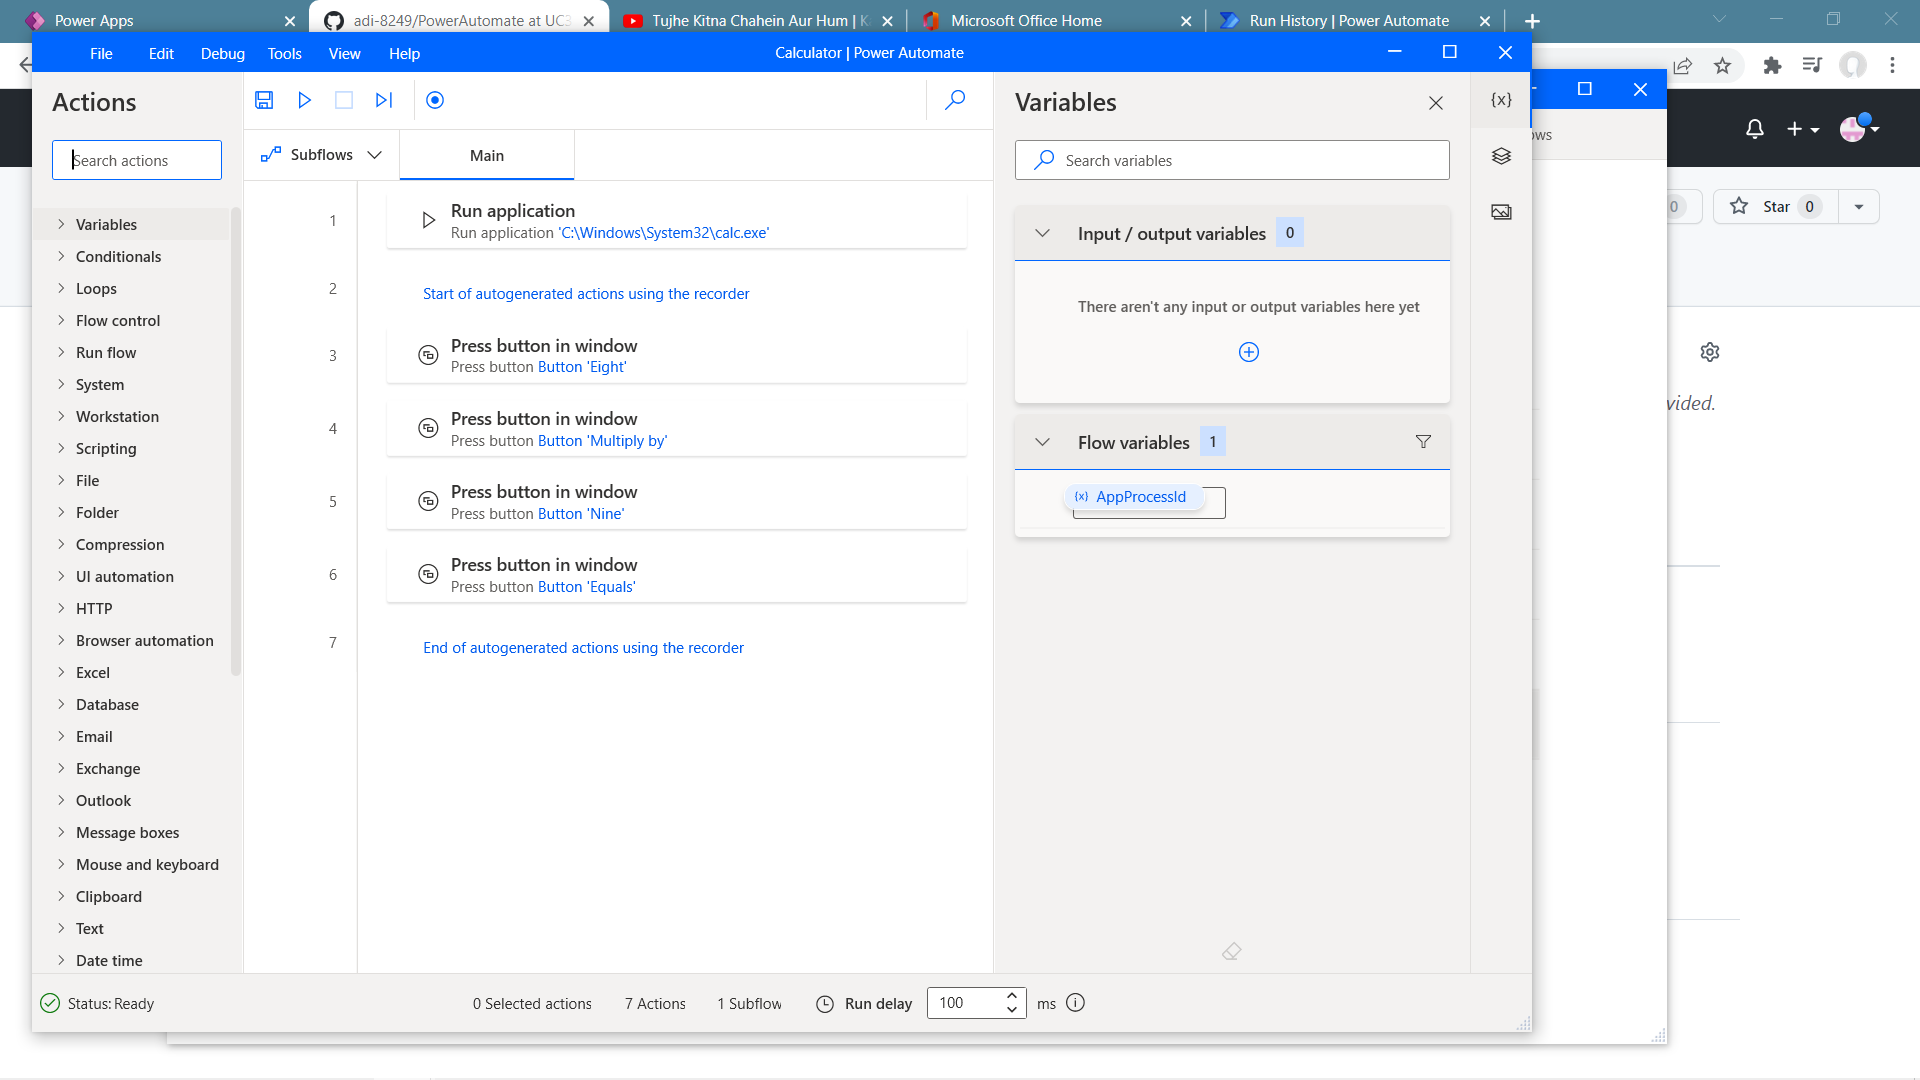 Power Apps
adi-8249/PowerAutomate at UC3
Tujhe Kitna Chahein Aur Hum | K
Microsoft Office Home
Run History | Power Automate
File Edit Debug Tools View Help
Calculator | Power Automate
Actions
Search actions
Variables
Conditionals
Loops
Flow control
Run flow
System
Workstation
Scripting
File
Folder
Compression
UI automation
HTTP
Browser automation
Excel
Database
Email
Exchange
Outlook
Message boxes
Mouse and keyboard
Clipboard
Text
Date time
Subflows
Main
1
Run application
Run application 'C:\Windows\System32\calc.exe'
2
Start of autogenerated actions using the recorder
3
Press button in window
Press button Button 'Eight'
4
Press button in window
Press button Button 'Multiply by'
5
Press button in window
Press button Button 'Nine'
6
Press button in window
Press button Button 'Equals'
7
End of autogenerated actions using the recorder
Variables
{x}
Search variables
Input / output variables 0
There aren't any input or output variables here yet
Flow variables 1
{x} AppProcessId
ows
0
Star 0
vided.
Status: Ready
0 Selected actions
7 Actions
1 Subflow
Run delay
100
ms